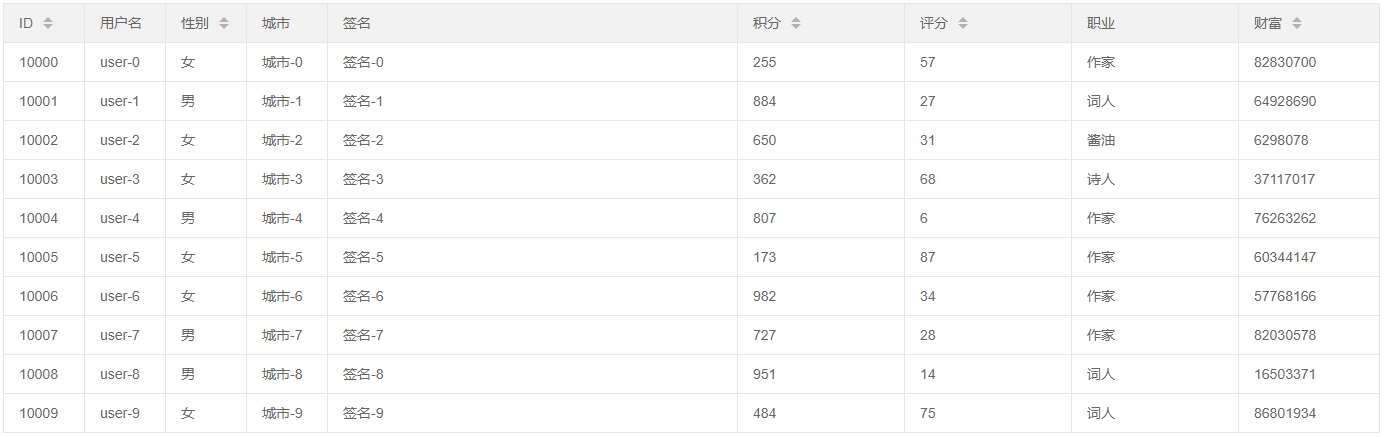 ID 用户名 性别 城市 签名 积分 评分 职业 财富
10000 user-0 女 城市-0 签名-0 255 57 作家 82830700
10001 user-1 男 城市-1 签名-1 884 27 词人 64928690
10002 user-2 女 城市-2 签名-2 650 31 酱油 6298078
10003 user-3 女 城市-3 签名-3 362 68 诗人 37117017
10004 user-4 男 城市-4 签名-4 807 6 作家 76263262
10005 user-5 女 城市-5 签名-5 173 87 作家 60344147
10006 user-6 女 城市-6 签名-6 982 34 作家 57768166
10007 user-7 男 城市-7 签名-7 727 28 作家 82030578
10008 user-8 男 城市-8 签名-8 951 14 词人 16503371
10009 user-9 女 城市-9 签名-9 484 75 词人 86801934